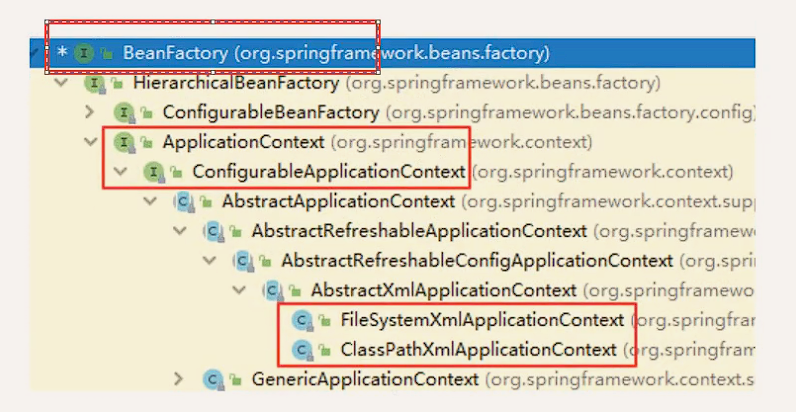 * I BeanFactory (org.springframework.beans.factory)
I HierarchicalBeanFactory (org.springframework.beans.factory)
I ConfigurableBeanFactory (org.springframework.beans.factory.config)
I ApplicationContext (org.springframework.context)
I ConfigurableApplicationContext (org.springframework.context)
C AbstractApplicationContext (org.springframework.context.supp
C AbstractRefreshableApplicationContext (org.springframew
C AbstractRefreshableConfigApplicationContext (org.spri
C AbstractXmlApplicationContext (org.springframewo
C FileSystemXmlApplicationContext (org.springfrar
C ClassPathXmlApplicationContext (org.springfram
C GenericApplicationContext (org.springframework.context.s